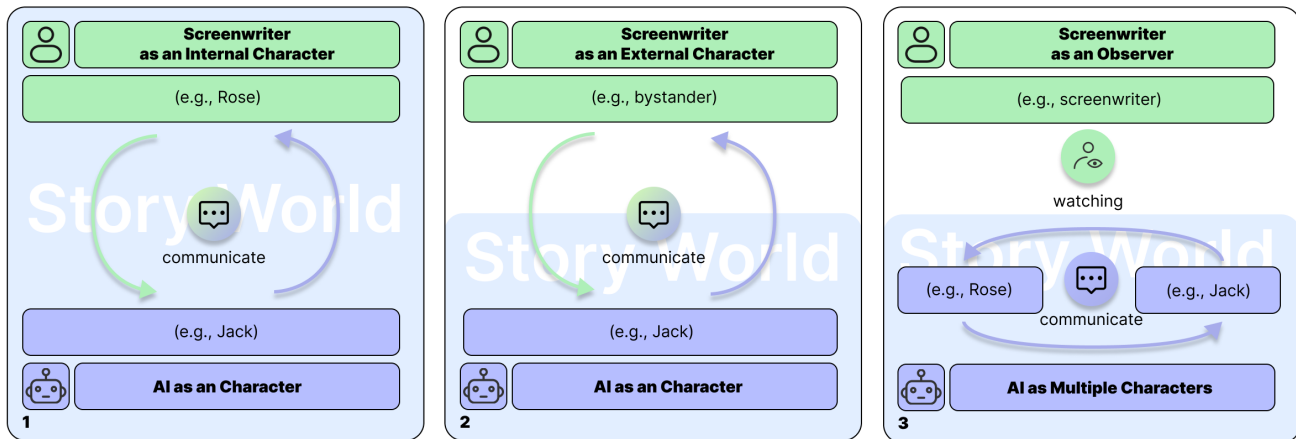 Screenwriter
as an Internal Character
(e.g., Rose)
Story World
communicate
(e.g., Jack)
AI as an Character
1
Screenwriter
as an External Character
(e.g., bystander)
Story World
communicate
(e.g., Jack)
AI as an Character
2
Screenwriter
as an Observer
(e.g., screenwriter)
watching
Story World
(e.g., Rose)
(e.g., Jack)
communicate
AI as Multiple Characters
3